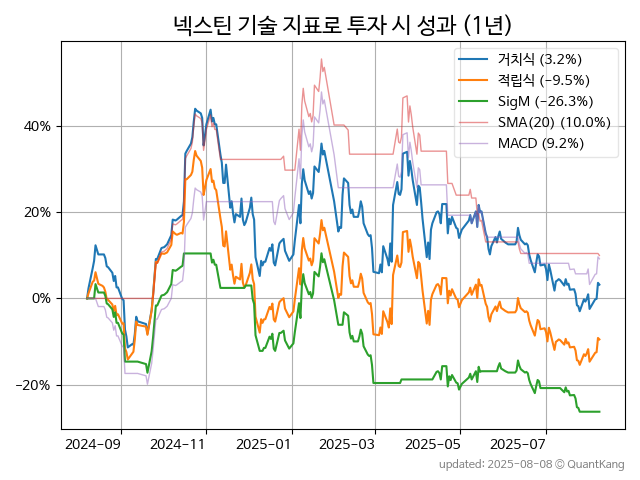 넥스틴 기술 지표로 투자 시 성과 (1년)
거치식 (3.2%)
적립식 (−9.5%)
SigM (−26.3%)
SMA(20) (10.0%)
MACD (9.2%)
40%
20%
0%
−20%
2024-09 2024-11 2025-01 2025-03 2025-05 2025-07
updated: 2025-08-08 © QuantKang